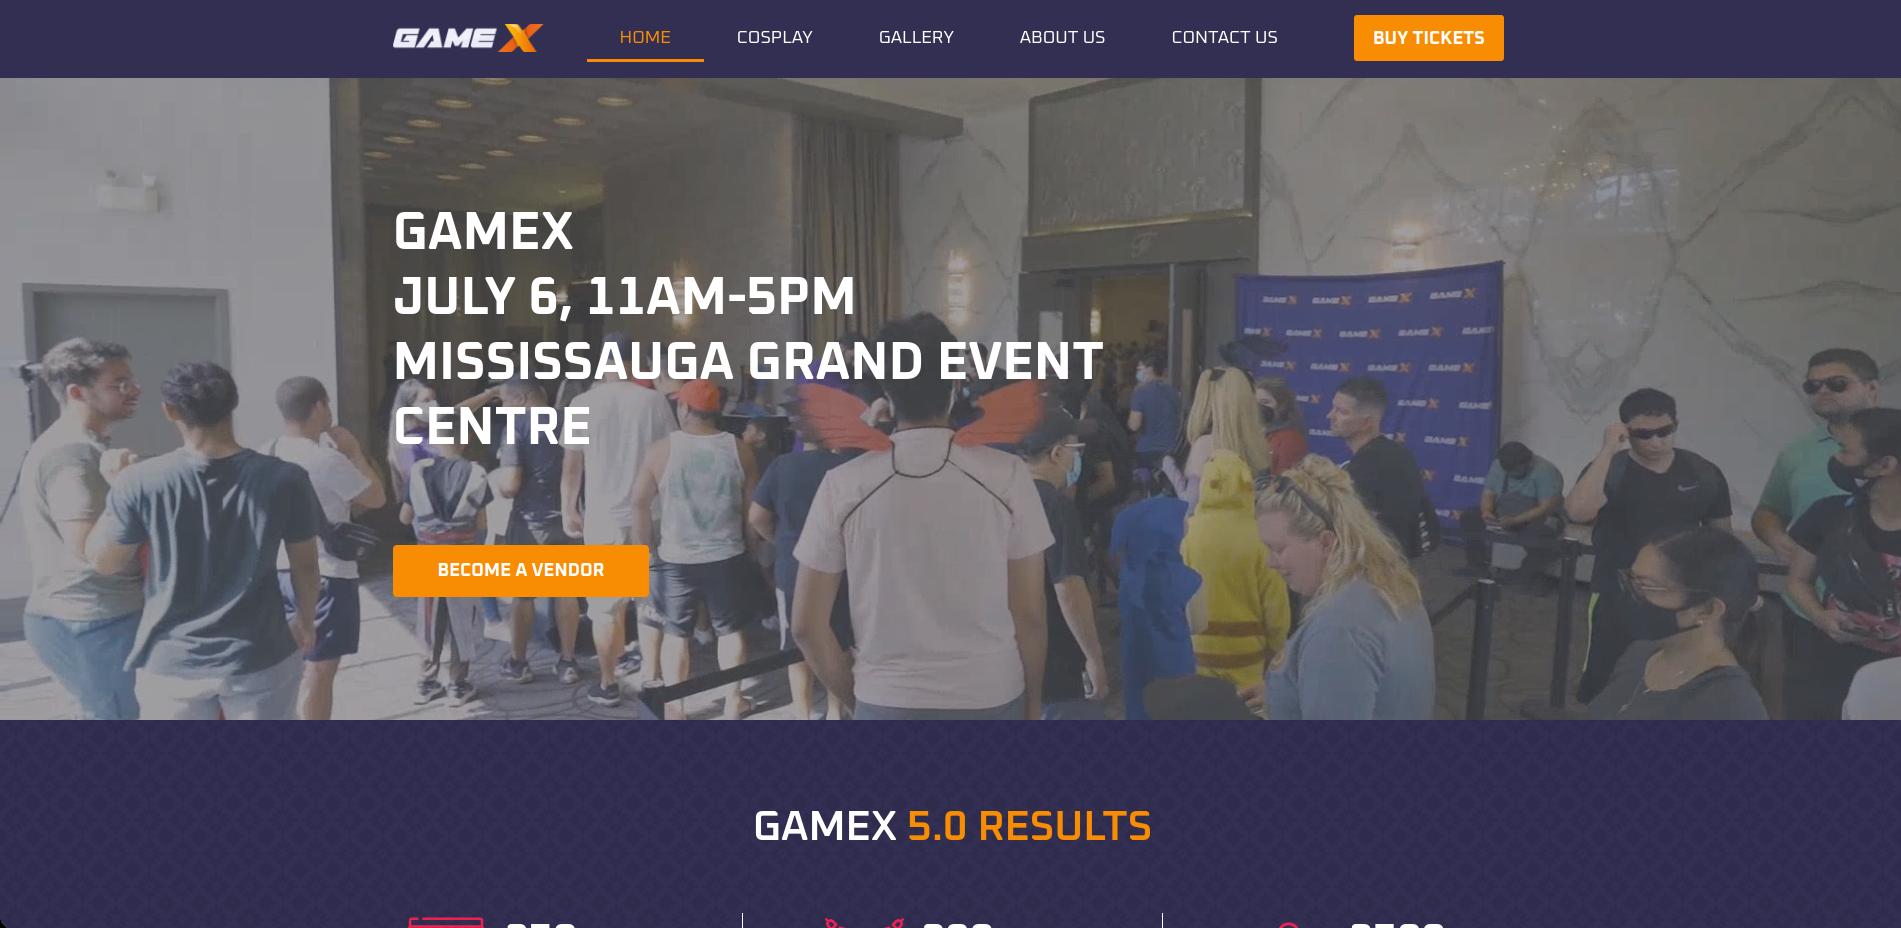 GAME X
HOME
COSPLAY
GALLERY
ABOUT US
CONTACT US
BUY TICKETS
GAMEX
JULY 6, 11AM-5PM
MISSISSAUGA GRAND EVENT
CENTRE
BECOME A VENDOR
GAMEX 5.0 RESULTS